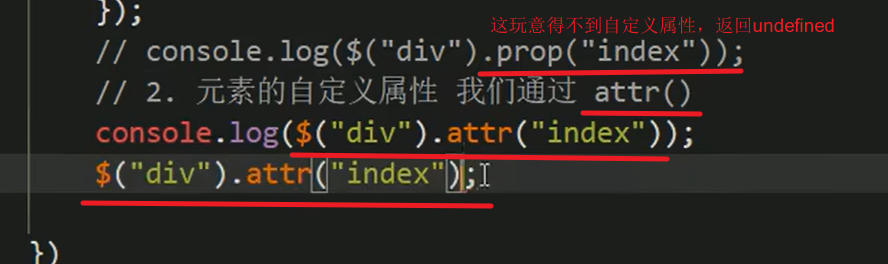 });
这玩意得不到自定义属性，返回undefined
// console.log($("div").prop("index"));
// 2. 元素的自定义属性 我们通过 attr()
console.log($("div").attr("index"));
$("div").attr("index");
})